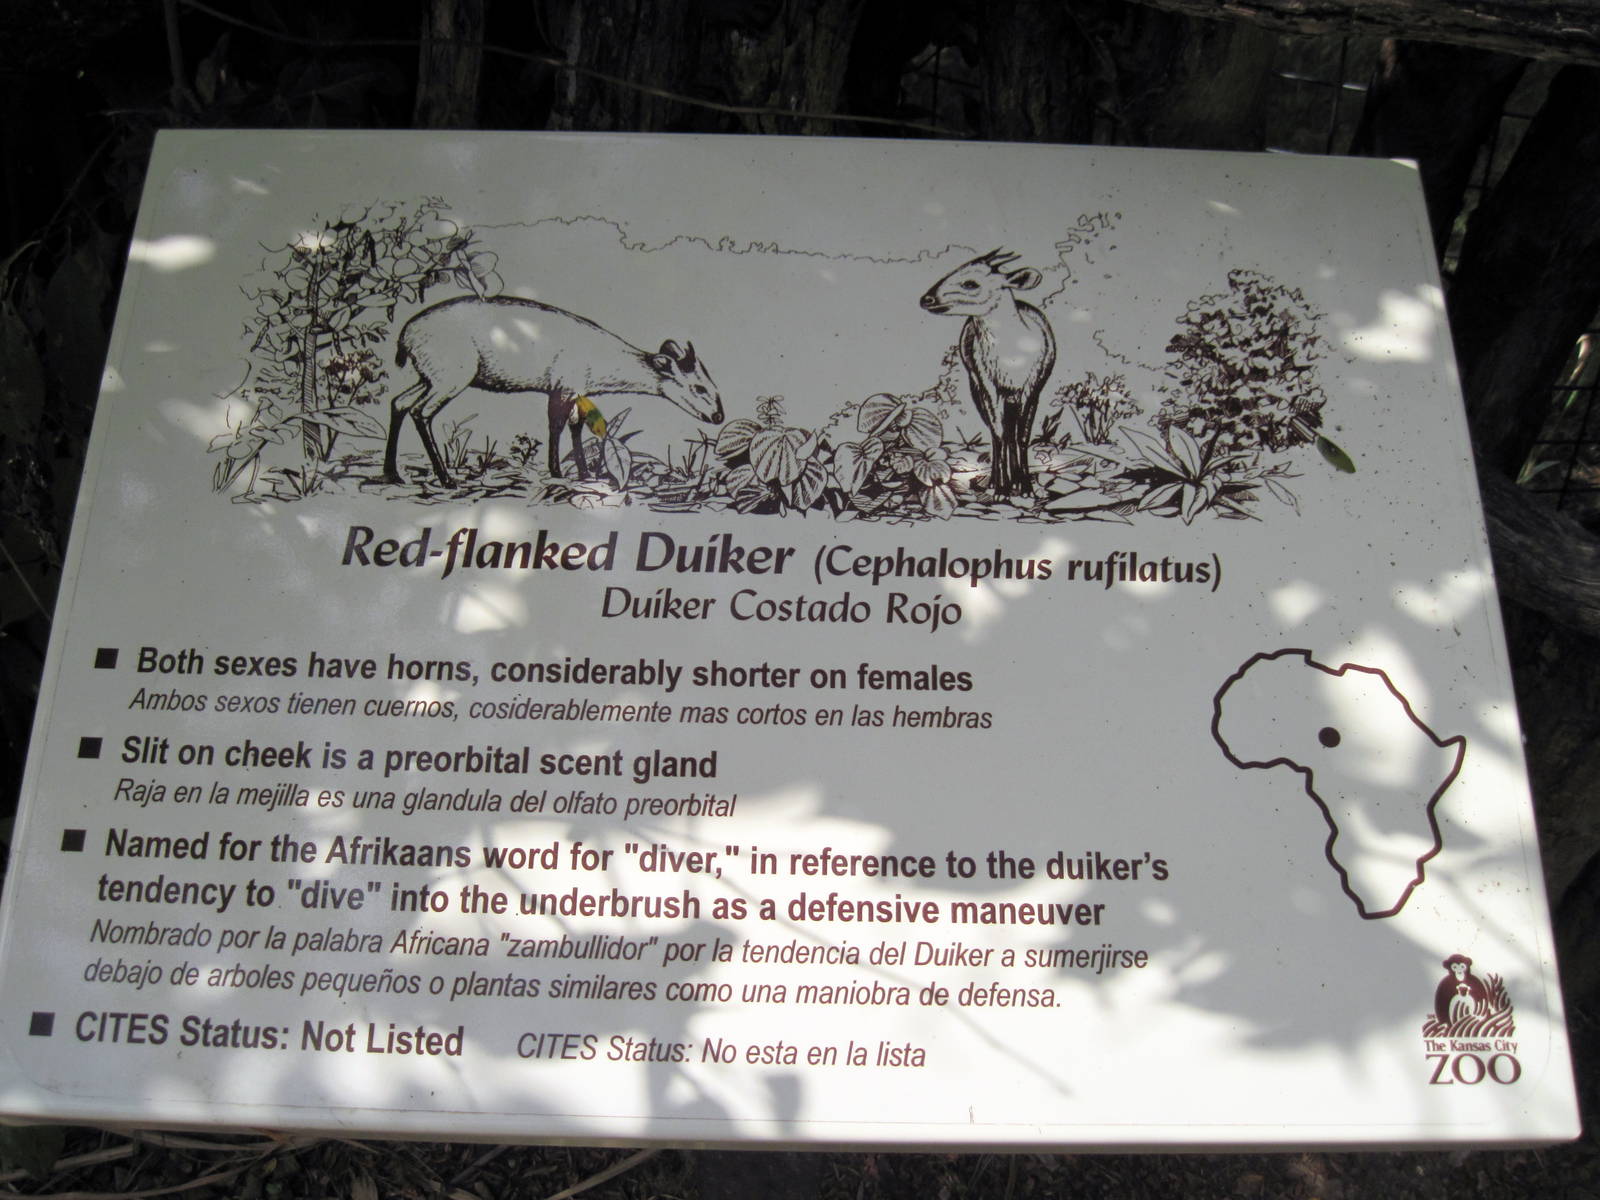 Red-flanked Duiker (Cephalophus rufilatus)
Duiker Costado Rojo
■ Both sexes have horns, considerably shorter on females
Ambos sexos tienen cuernos, cosiderablemente mas cortos en las hembras
■ Slit on cheek is a preorbital scent gland
Raja en la mejilla es una glandula del olfato preorbital
■ Named for the Afrikaans word for "diver," in reference to the duiker's
tendency to "dive" into the underbrush as a defensive maneuver
Nombrado por la palabra Africana "zambullidor" por la tendencia del Duiker a sumerjirse
debajo de arboles pequeños o plantas similares como una maniobra de defensa.
■ CITES Status: Not Listed CITES Status: No esta en la lista
The Kansas City
ZOO